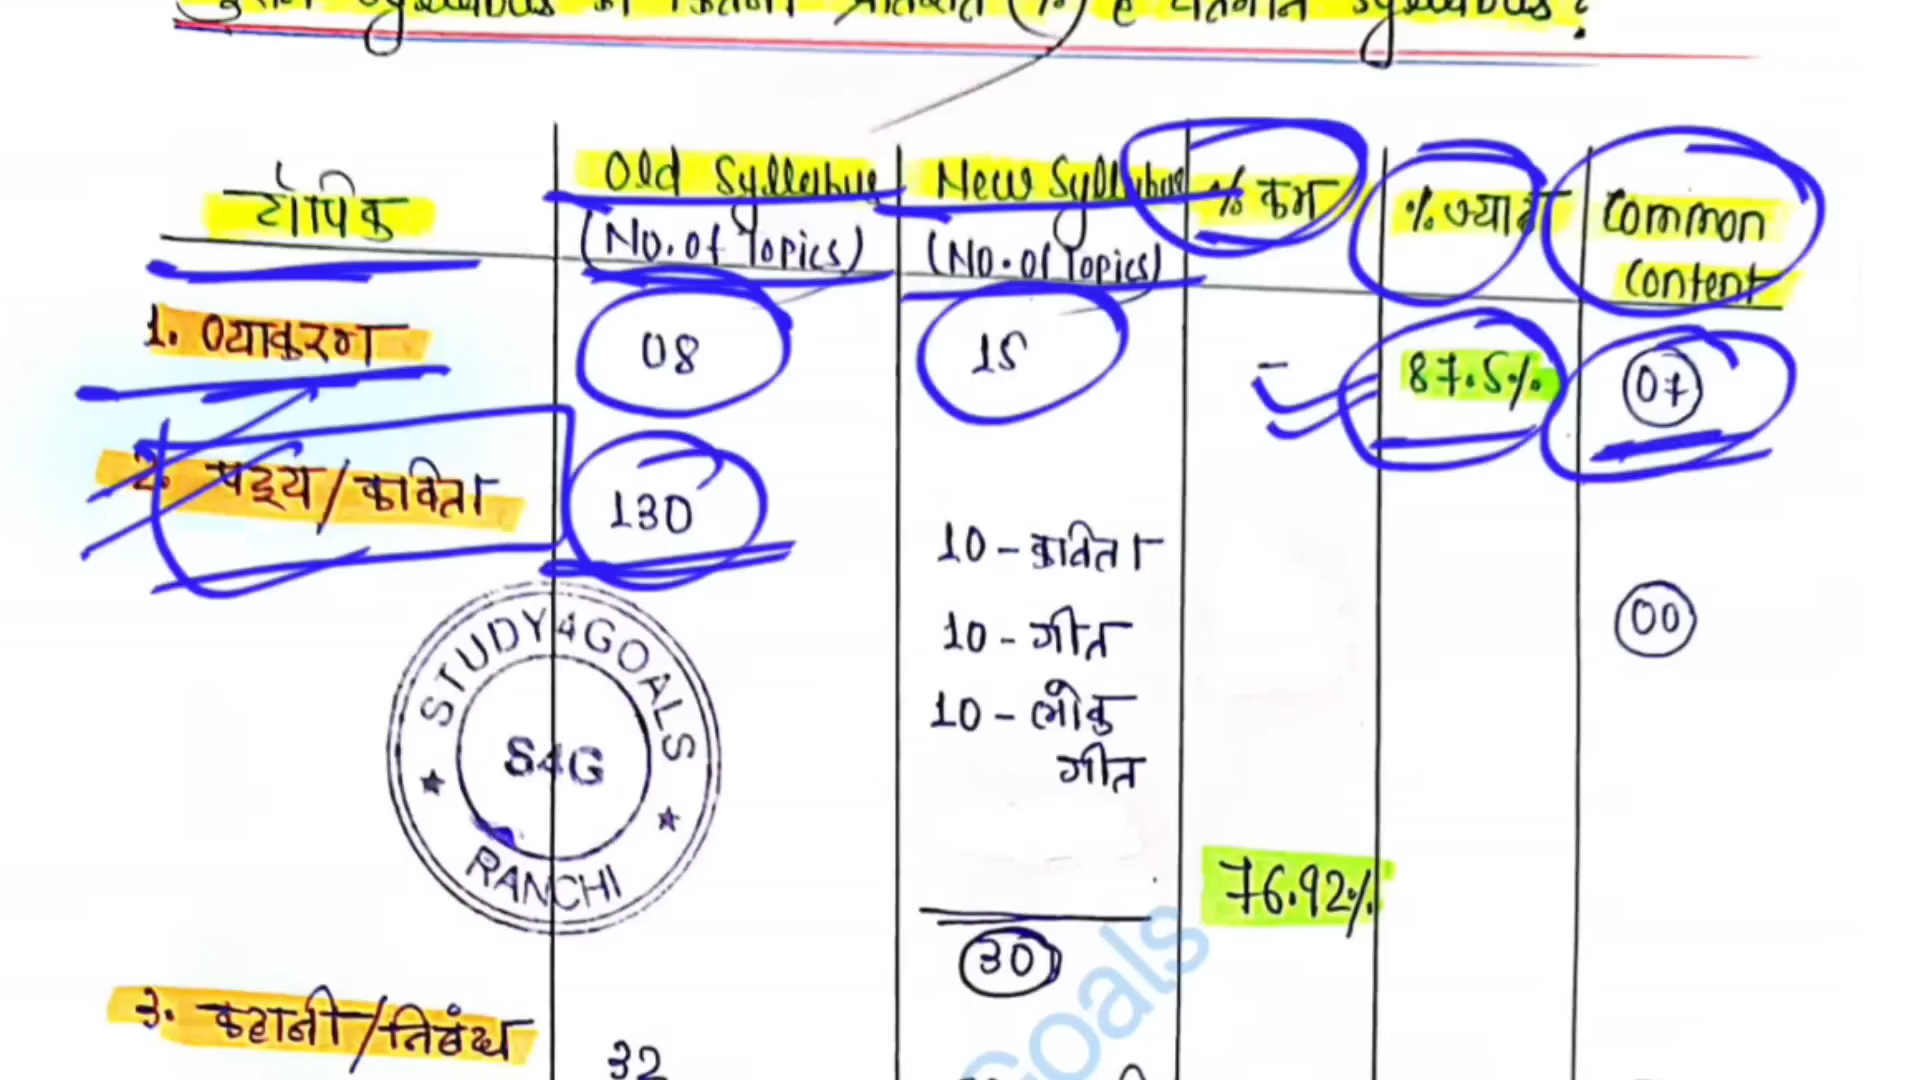 Syllabus
टॉपिक
Old Syllabus
(No. of Topics)
New Syllabus
(No. of Topics)
% कम
% ज्यादा
Common
Content
1. व्याकरण
08
15
-
87.5%
07
2. पद्य/कविता
130
10 - कविता
10 - गीत
10 - लोक
गीत
30
76.92%
00
STUDY4GOALS
S4G
RANCHI
Goals
3. कहानी/निबंध
32